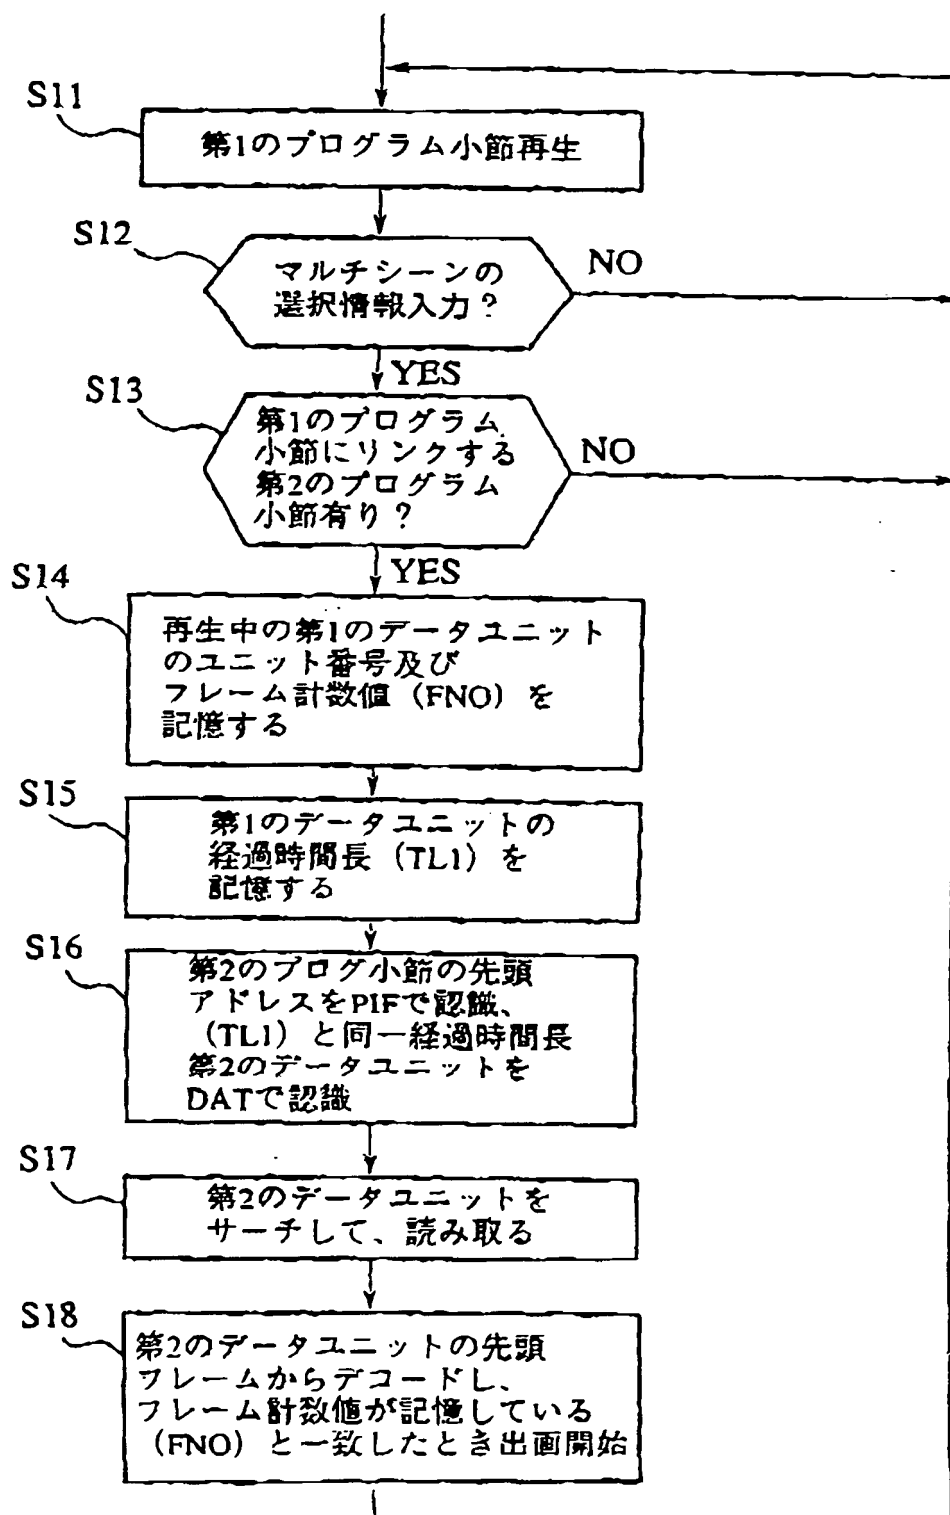 S11
第1のプログラム小節再生
S12
マルチシーンの
選択情報入力?
NO
YES
S13
第1のプログラム
小節にリンクする
第2のプログラム
小節有り?
NO
YES
S14
再生中の第1のデータユニット
のユニット番号及び
フレーム計数値(FNO)を
記憶する
S15
第1のデータユニットの
経過時間長(TL1)を
記憶する
S16
第2のプログ小節の先頭
アドレスをPIFで認識、
(TL1)と同一経過時間長
第2のデータユニットを
DATで認識
S17
第2のデータユニットを
サーチして、読み取る
S18
第2のデータユニットの先頭
フレームからデコードし、
フレーム計数値が記憶している
(FNO)と一致したとき出画開始